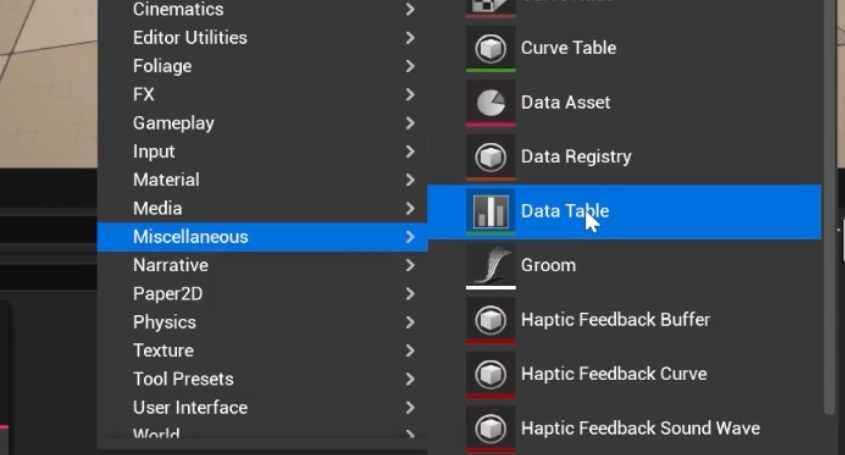 Cinematics
Editor Utilities
Foliage
FX
Gameplay
Input
Material
Media
Miscellaneous
Narrative
Paper2D
Physics
Texture
Tool Presets
User Interface
World
Curve Table
Data Asset
Data Registry
Data Table
Groom
Haptic Feedback Buffer
Haptic Feedback Curve
Haptic Feedback Sound Wave